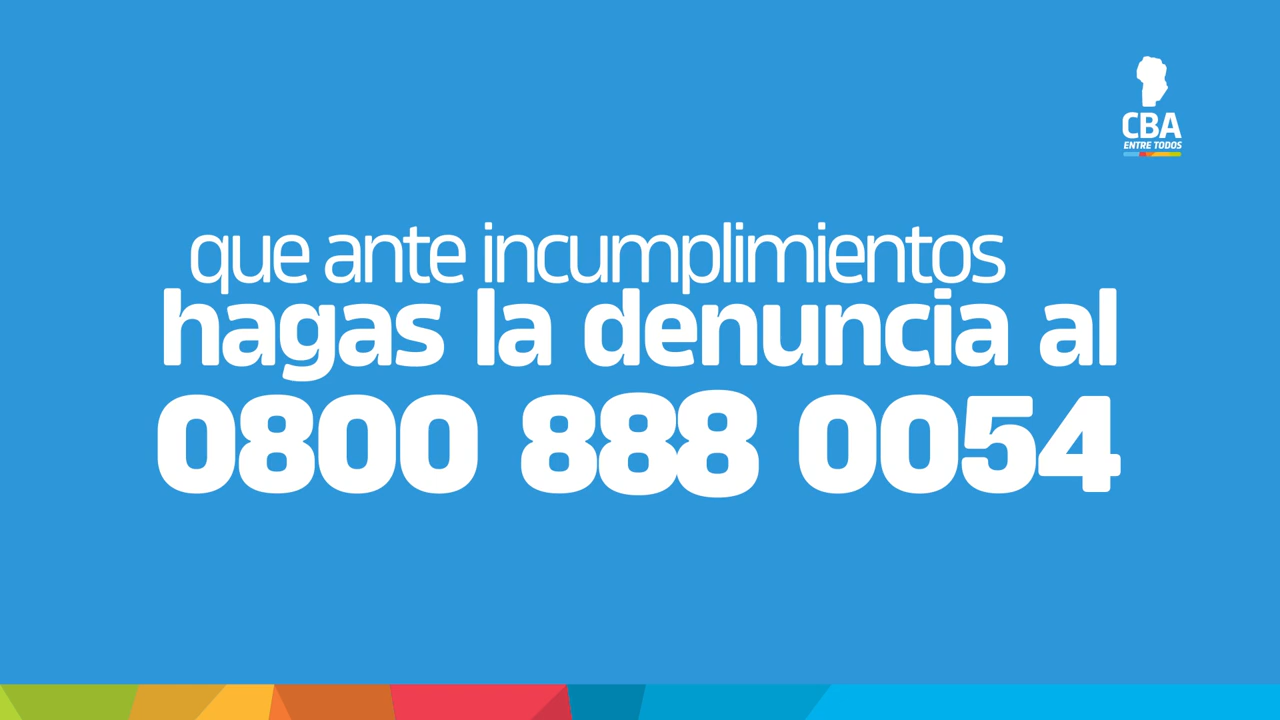 CBA
ENTRE TODOS
que ante incumplimientos
hagas la denuncia al
0800 888 0054